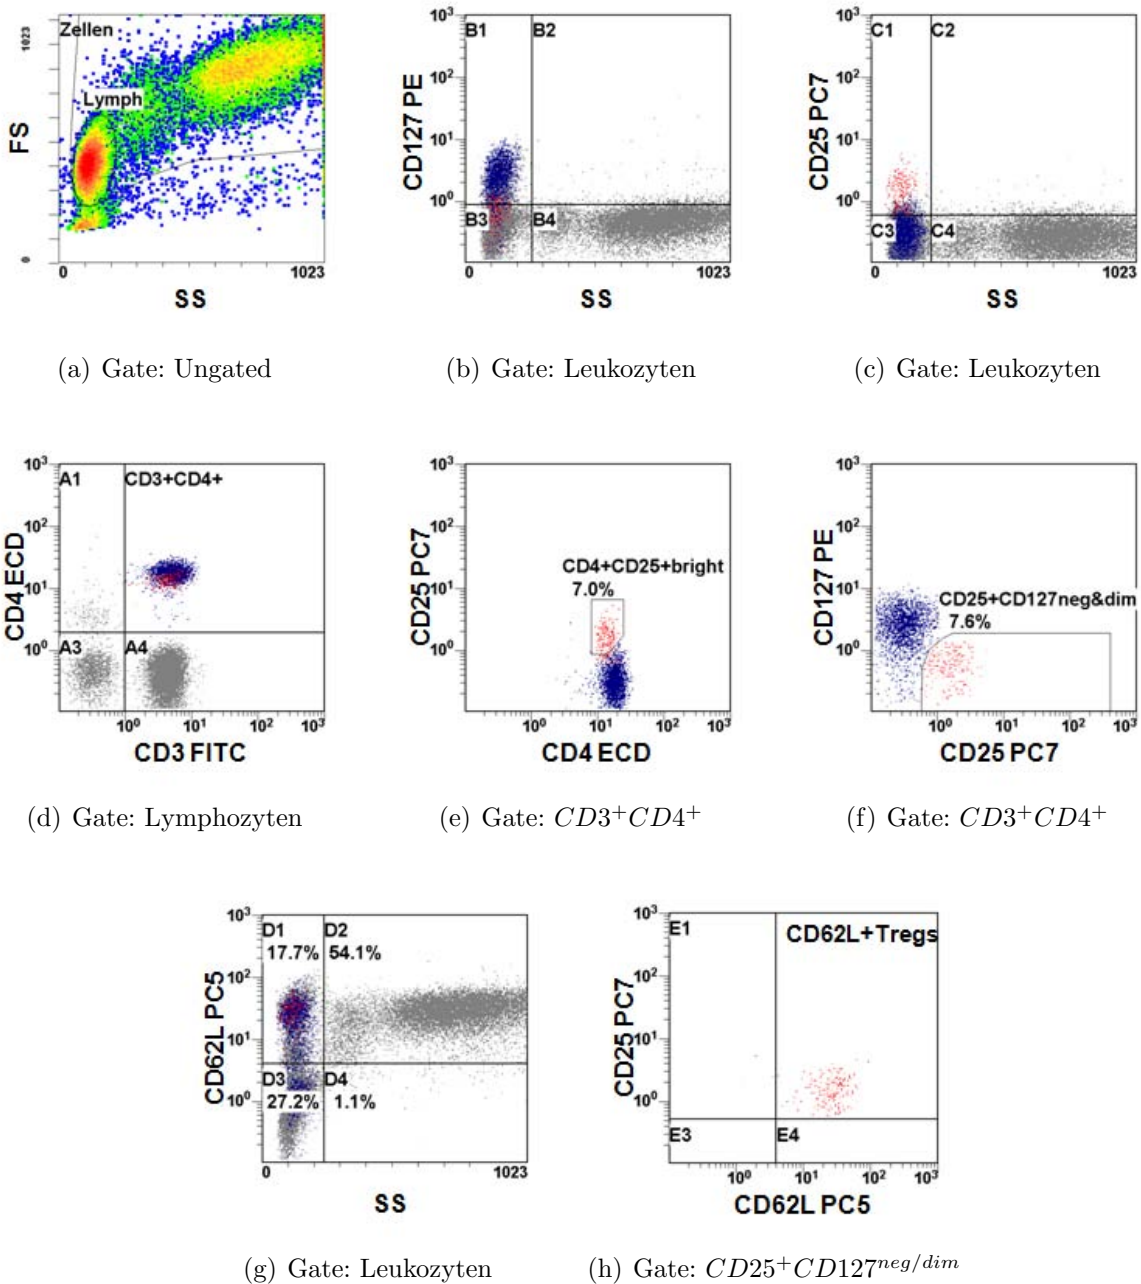 Zellen
Lymph
1023
0
FS
0 1023
SS
(a) Gate: Ungated
B1 B2
B3 B4
10³
10²
10¹
10⁰
CD127 PE
0 1023
SS
(b) Gate: Leukozyten
C1 C2
C3 C4
10³
10²
10¹
10⁰
CD25 PC7
0 1023
SS
(c) Gate: Leukozyten
A1 CD3+CD4+
A3 A4
10³
10²
10¹
10⁰
CD4 ECD
10⁰ 10¹ 10² 10³
CD3 FITC
(d) Gate: Lymphozyten
10³
10²
10¹
10⁰
CD25 PC7
CD4+CD25+bright
7.0%
10⁰ 10¹ 10² 10³
CD4 ECD
(e) Gate: CD3⁺CD4⁺
10³
10²
10¹
10⁰
CD127 PE
CD25+CD127neg&dim
7.6%
10⁰ 10¹ 10² 10³
CD25 PC7
(f) Gate: CD3⁺CD4⁺
D1 D2
17.7% 54.1%
D3 D4
27.2% 1.1%
10³
10²
10¹
10⁰
CD62L PC5
0 1023
SS
(g) Gate: Leukozyten
E1 CD62L+Tregs
E3 E4
10³
10²
10¹
10⁰
CD25 PC7
10⁰ 10¹ 10² 10³
CD62L PC5
(h) Gate: CD25⁺CD127ⁿᵉᵍ/ᵈⁱᵐ